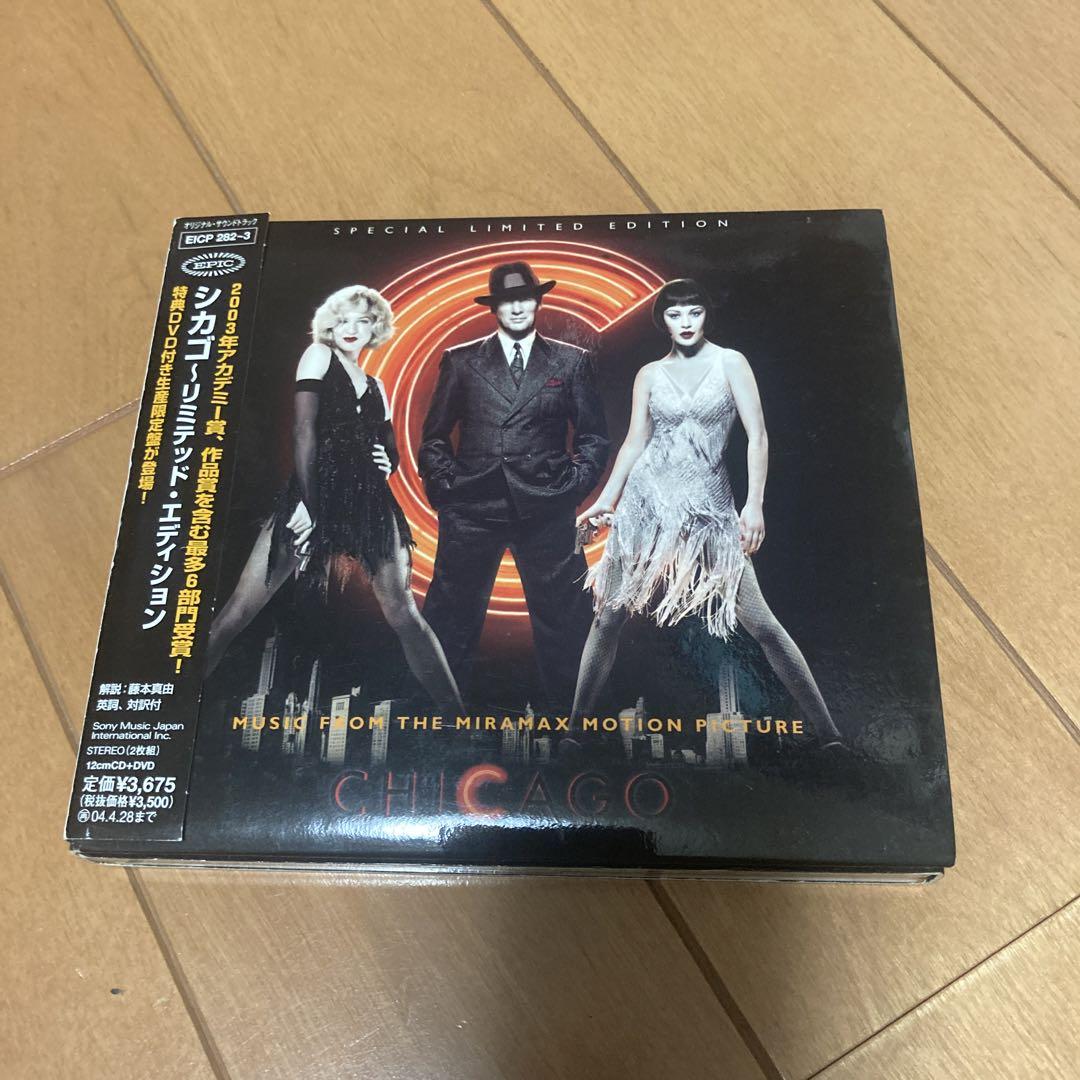 オリジナル・サウンドトラック
EICP 282~3
EPIC
2003年アカデミー賞、作品賞を含む最多6部門受賞!
シカゴ~リミテッド・エディション
特典DVD付き生産限定盤が登場!
解説:藤本真由
英詞、対訳付
Sony Music Japan
International Inc.
STEREO(2枚組)
12cmCD+DVD
定価¥3,675
(税抜価格¥3,500)
再04.4.28まで
SPECIAL LIMITED EDITION
MUSIC FROM THE MIRAMAX MOTION PICTURE
CHICAGO